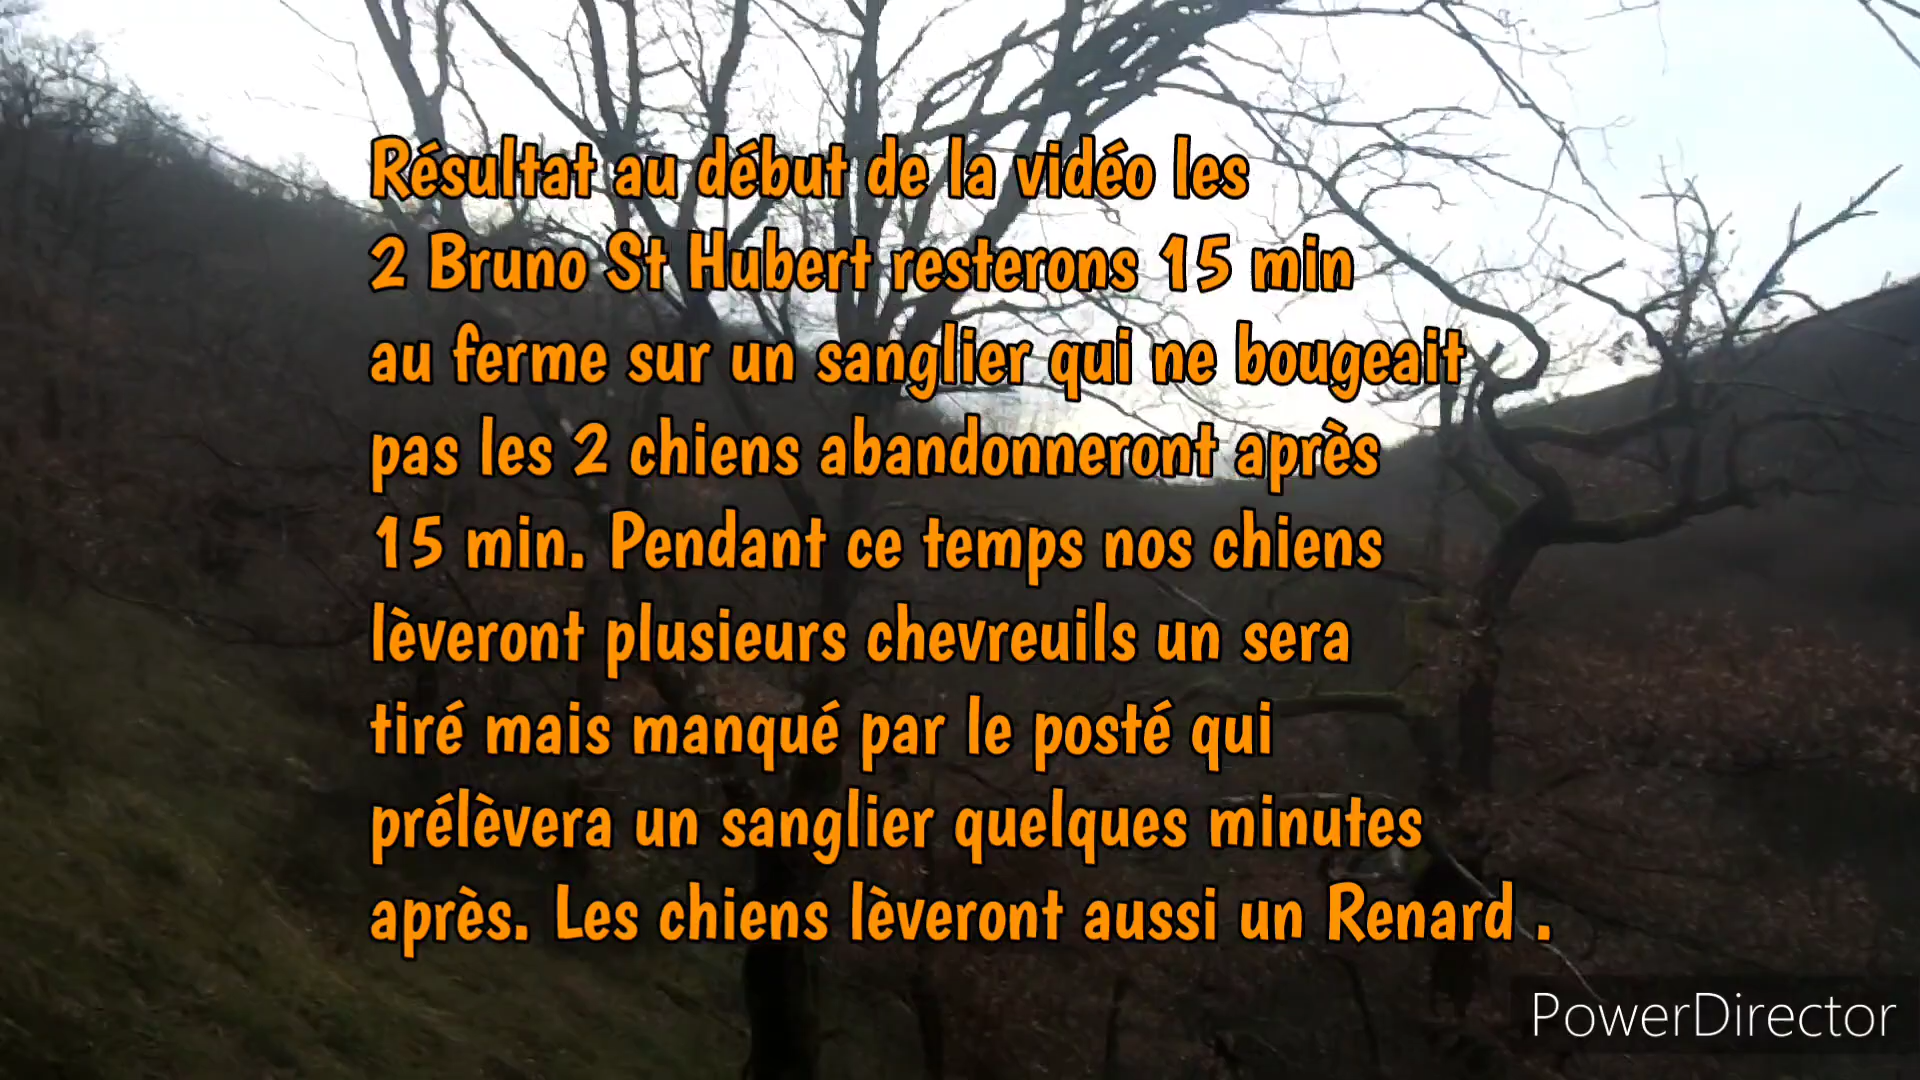 Résultat au début de la vidéo les
2 Bruno St Hubert resterons 15 min
au ferme sur un sanglier qui ne bougeait
pas les 2 chiens abandonneront après
15 min. Pendant ce temps nos chiens
lèveront plusieurs chevreuils un sera
tiré mais manqué par le posté qui
prélèvera un sanglier quelques minutes
après. Les chiens lèveront aussi un Renard .
PowerDirector